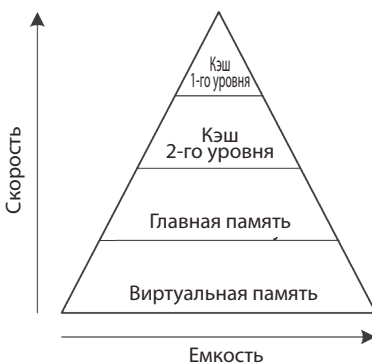 Кэш
1-го уровня
Кэш
2-го уровня
Главная память
Виртуальная память
Скорость
Емкость